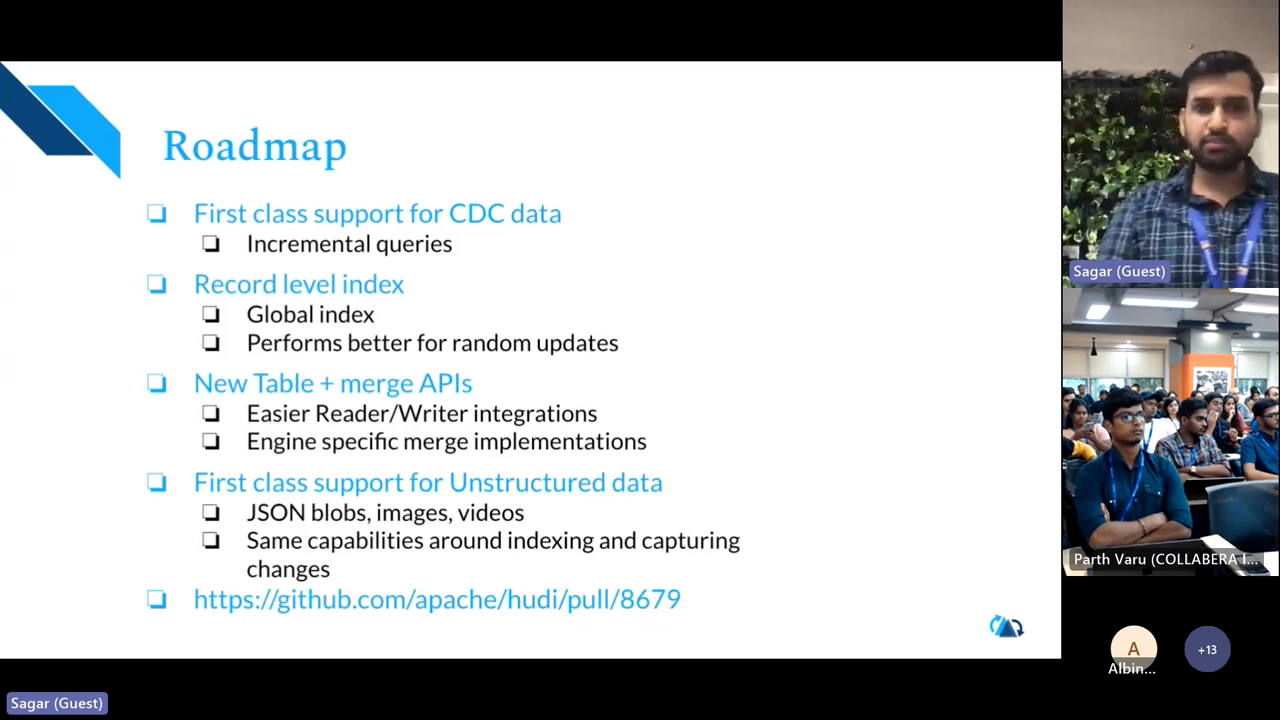 Roadmap
❏ First class support for CDC data
❏ Incremental queries
❏ Record level index
❏ Global index
❏ Performs better for random updates
❏ New Table + merge APIs
❏ Easier Reader/Writer integrations
❏ Engine specific merge implementations
❏ First class support for Unstructured data
❏ JSON blobs, images, videos
❏ Same capabilities around indexing and capturing
changes
❏ https://github.com/apache/hudi/pull/8679
Sagar (Guest)
Parth Varu (COLLABERA I...
A
Albin...
+13
Sagar (Guest)